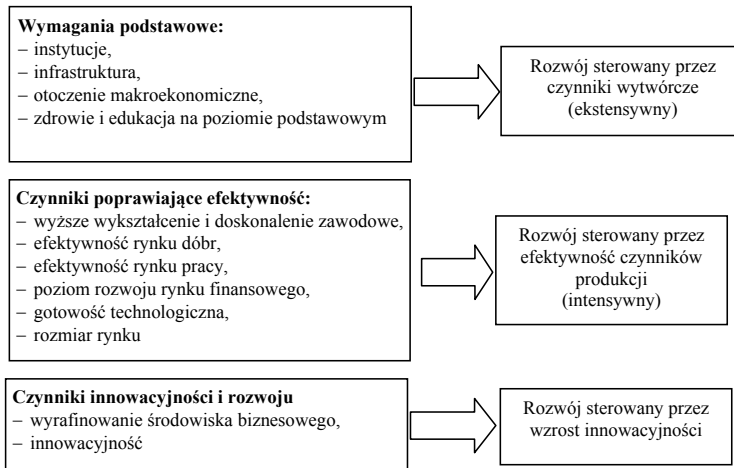 Wymagania podstawowe:
– instytucje,
– infrastruktura,
– otoczenie makroekonomiczne,
– zdrowie i edukacja na poziomie podstawowym
Rozwój sterowany przez
czynniki wytwórcze
(ekstensywny)
Czynniki poprawiające efektywność:
– wyższe wykształcenie i doskonalenie zawodowe,
– efektywność rynku dóbr,
– efektywność rynku pracy,
– poziom rozwoju rynku finansowego,
– gotowość technologiczna,
– rozmiar rynku
Rozwój sterowany przez
efektywność czynników
produkcji
(intensywny)
Czynniki innowacyjności i rozwoju
– wyrafinowanie środowiska biznesowego,
– innowacyjność
Rozwój sterowany przez
wzrost innowacyjności